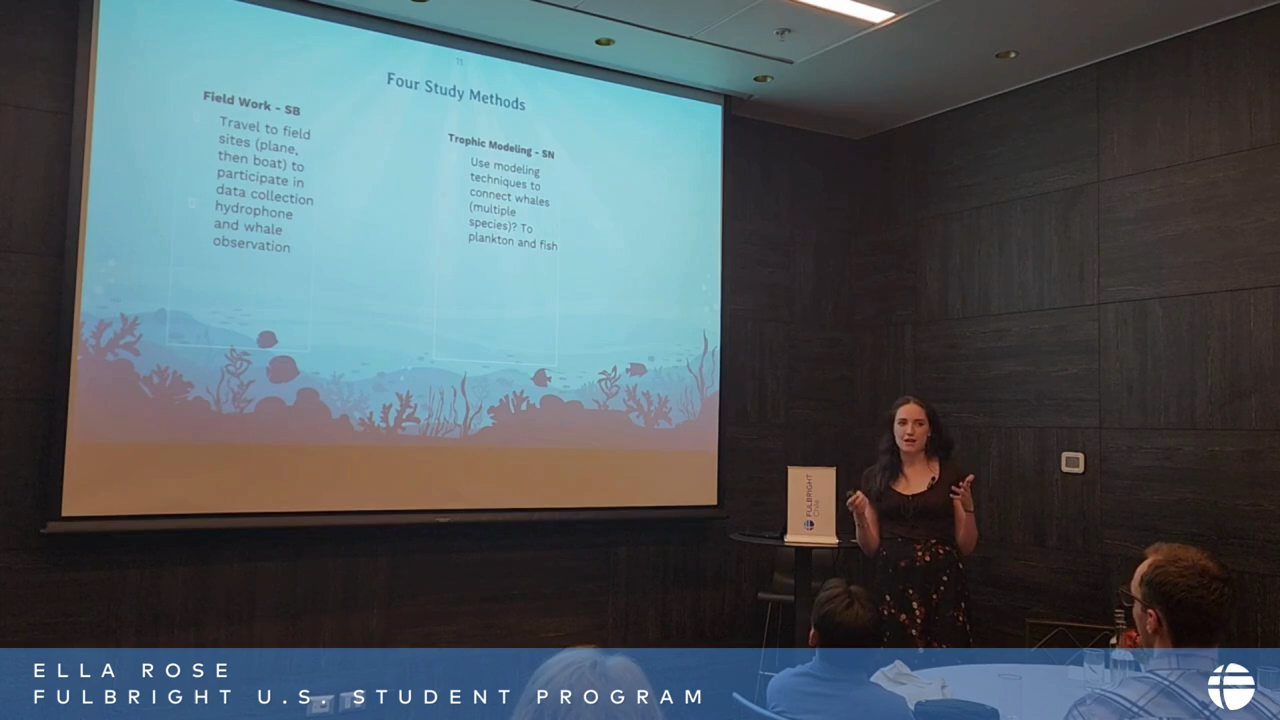 11
Four Study Methods
Field Work - SB
Travel to field
sites (plane,
then boat) to
participate in
data collection
hydrophone
and whale
observation
Trophic Modeling - SN
Use modeling
techniques to
connect whales
(multiple
species)? To
plankton and fish
FULBRIGHT
Chile
ELLA ROSE
FULBRIGHT U.S. STUDENT PROGRAM